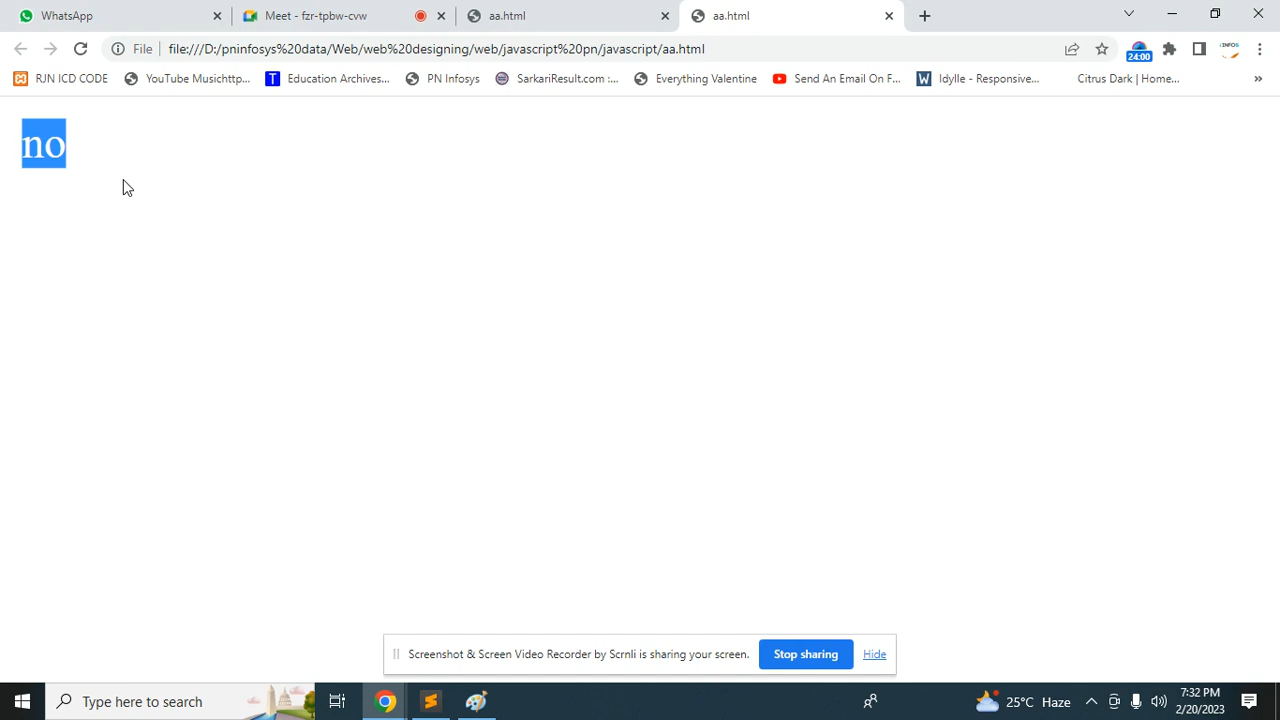 WhatsApp
Meet - fzr-tpbw-cvw
aa.html
aa.html
File
file:///D:/pninfosys%20data/Web/web%20designing/web/javascript%20pn/javascript/aa.html
24:00
INFOS
RJN ICD CODE
YouTube Musichttp...
T
Education Archives...
PN Infosys
SarkariResult.com :...
Everything Valentine
Send An Email On F...
W
Idylle - Responsive...
Citrus Dark | Home...
»
no
Screenshot & Screen Video Recorder by Scrnli is sharing your screen.
Stop sharing
Hide
Type here to search
25°C Haze
7:32 PM
2/20/2023